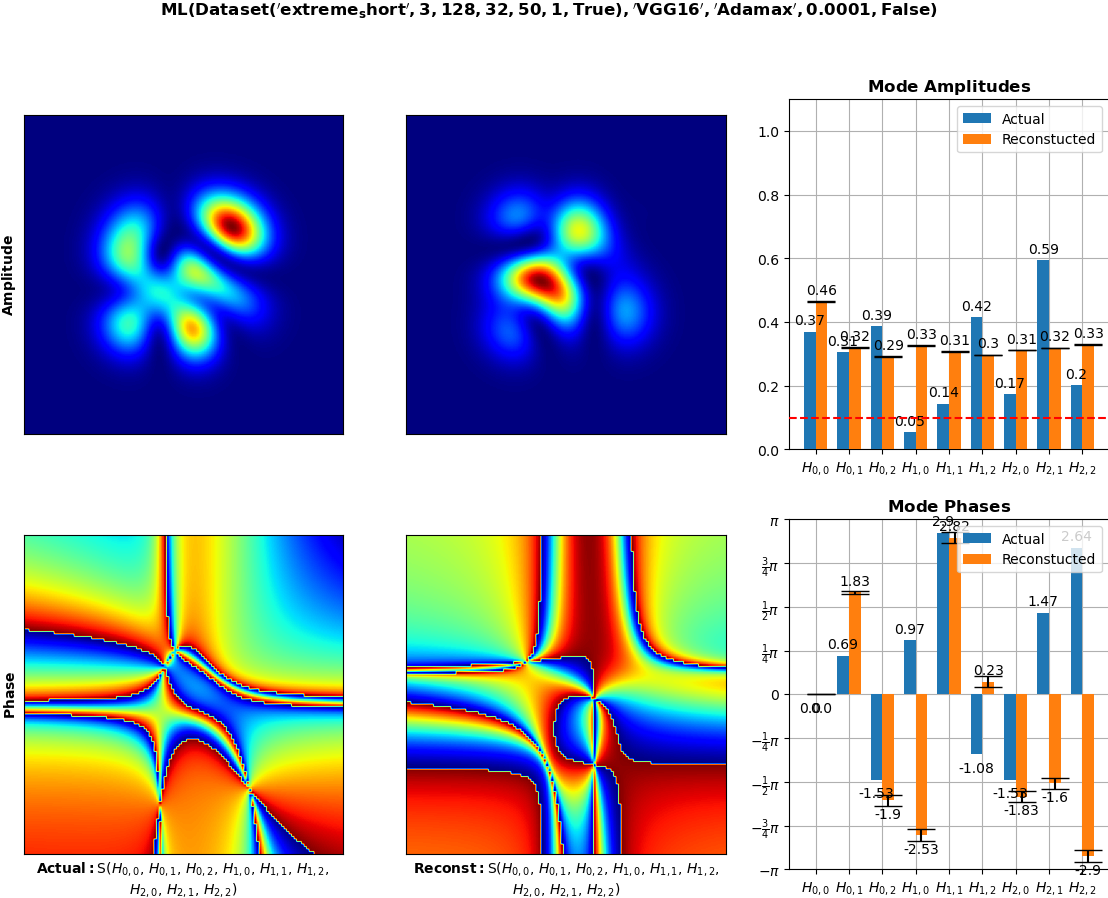 ML(Dataset('extreme_short', 3, 128, 32, 50, 1, True), 'VGG16', 'Adamax', 0.0001, False)
Mode Amplitudes
Amplitude
1.0
0.8
0.6
0.4
0.2
0.0
Actual
Reconstucted
0.37
0.46
0.31
0.32
0.39
0.29
0.05
0.33
0.14
0.31
0.42
0.3
0.17
0.31
0.59
0.32
0.2
0.33
H0,0 H0,1 H0,2 H1,0 H1,1 H1,2 H2,0 H2,1 H2,2
Mode Phases
Phase
π
3/4π
1/2π
1/4π
0
−1/4π
−1/2π
−3/4π
−π
Actual
Reconstucted
0.0
0.0
0.69
1.83
-1.53
-1.9
0.97
-2.53
2.9
2.82
-1.08
0.23
-1.53
-1.83
1.47
-1.6
2.64
-2.9
H0,0 H0,1 H0,2 H1,0 H1,1 H1,2 H2,0 H2,1 H2,2
Actual: S(H0,0, H0,1, H0,2, H1,0, H1,1, H1,2,
H2,0, H2,1, H2,2)
Reconst: S(H0,0, H0,1, H0,2, H1,0, H1,1, H1,2,
H2,0, H2,1, H2,2)